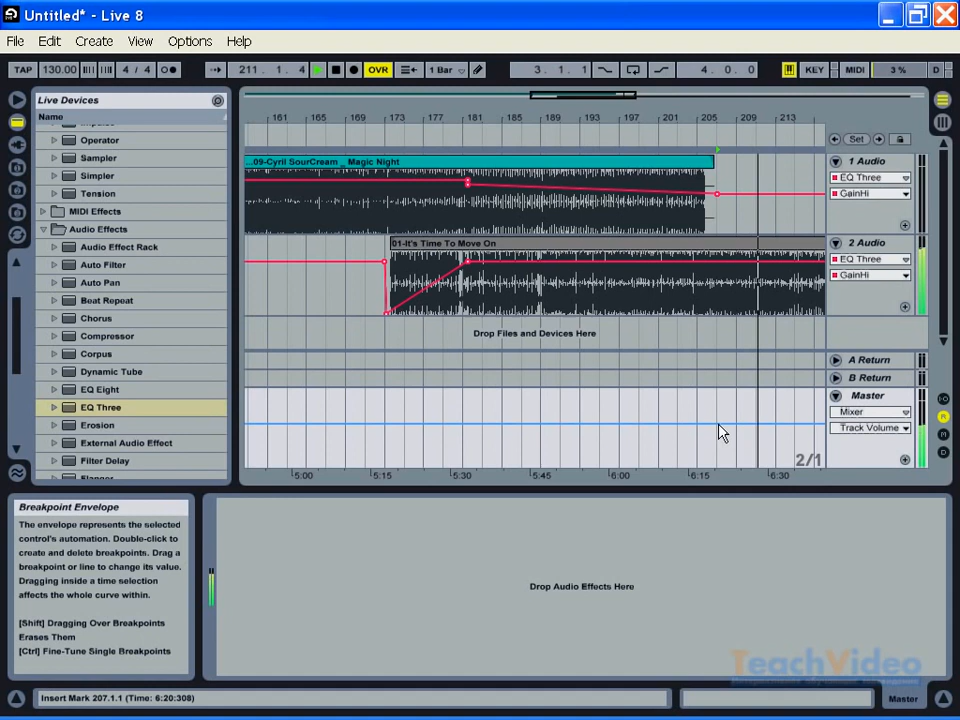 Untitled* - Live 8
File Edit Create View Options Help
TAP 130.00 4 / 4 211 . 1 . 4 OVR 1 Bar 3 . 1 . 1 4 . 0 . 0 KEY MIDI 3 % D
Live Devices
Name
Operator
Sampler
Simpler
Tension
MIDI Effects
Audio Effects
Audio Effect Rack
Auto Filter
Auto Pan
Beat Repeat
Chorus
Compressor
Corpus
Dynamic Tube
EQ Eight
EQ Three
Erosion
External Audio Effect
Filter Delay
Flanger
161 165 169 173 177 181 185 189 193 197 201 205 209 213
Set
...09-Cyril SourCream _ Magic Night
1 Audio
EQ Three
GainHi
01-It's Time To Move On
2 Audio
EQ Three
GainHi
Drop Files and Devices Here
A Return
B Return
Master
Mixer
Track Volume
2/1
5:00 5:15 5:30 5:45 6:00 6:15 6:30
Breakpoint Envelope
The envelope represents the selected
control's automation. Double-click to
create and delete breakpoints. Drag a
breakpoint or line to change its value.
Dragging inside a time selection
affects the whole curve within.
[Shift] Dragging Over Breakpoints
Erases Them
[Ctrl] Fine-Tune Single Breakpoints
Drop Audio Effects Here
TeachVideo
Insert Mark 207.1.1 (Time: 6:20:308)
Master